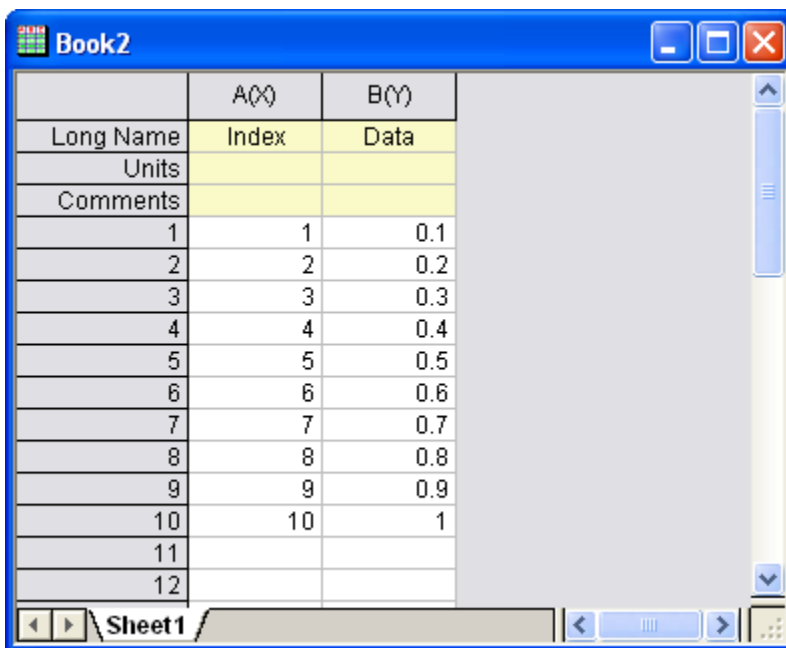 Book2
A(X) B(Y)
Long Name Index Data
Units
Comments
1 1 0.1
2 2 0.2
3 3 0.3
4 4 0.4
5 5 0.5
6 6 0.6
7 7 0.7
8 8 0.8
9 9 0.9
10 10 1
11
12
Sheet1